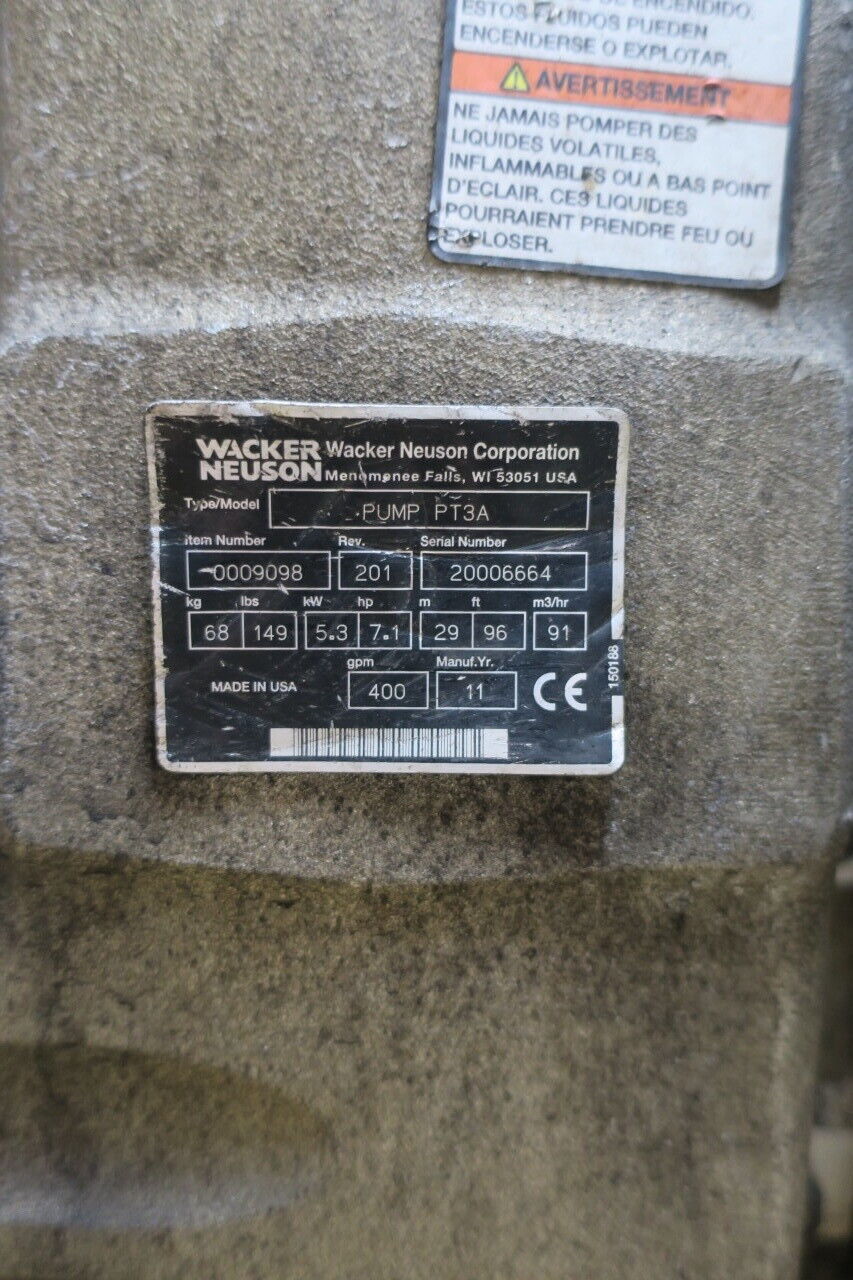 DE ENCENDIDO.
ESTOS FLUIDOS PUEDEN
ENCENDERSE O EXPLOTAR.
AVERTISSEMENT
NE JAMAIS POMPER DES
LIQUIDES VOLATILES,
INFLAMMABLES OU A BAS POINT
D'ECLAIR. CES LIQUIDES
POURRAIENT PRENDRE FEU OU
EXPLOSER.
WACKER NEUSON
Wacker Neuson Corporation
Menomonee Falls, WI 53051 USA
Type/Model PUMP PT3A
Item Number Rev. Serial Number
0009098 201 20006664
kg lbs kW hp m ft m3/hr
68 149 5.3 7.1 29 96 91
gpm Manuf.Yr.
MADE IN USA 400 11 CE
150188